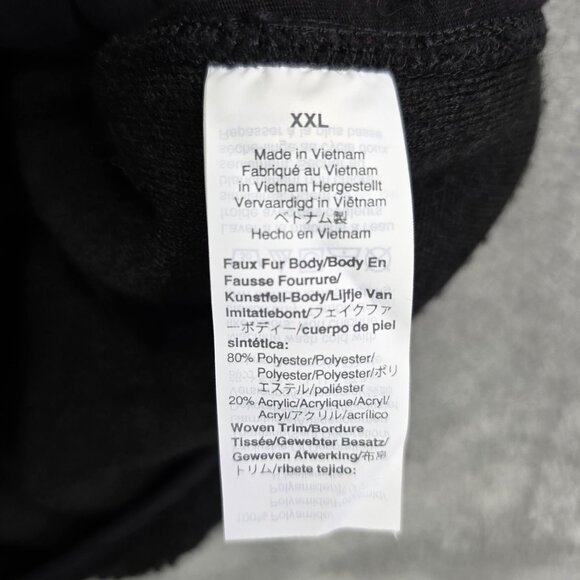 XXL
Made in Vietnam
Fabriqué au Vietnam
in Vietnam Hergestellt
Vervaardigd in Viêtnam
ベトナム製
Hecho en Vietnam
Faux Fur Body/Body En
Fausse Fourrure/
Kunstfell-Body/Lijfje Van
Imitatiebont/フェイクファ
ーボディー/cuerpo de piel
sintética:
80% Polyester/Polyester/
Polyester/Polyester/ポリ
エステル/poliéster
20% Acrylic/Acrylique/Acryl/
Acryl/アクリル/acrílico
Woven Trim/Bordure
Tissée/Gewebter Besatz/
Geweven Afwerking/布帛
トリム/ribete tejido: